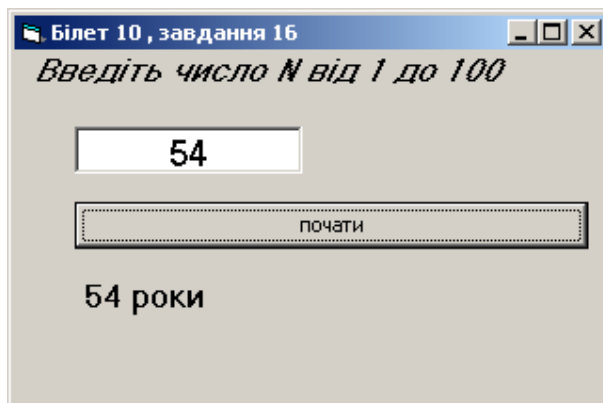 Білет 10 , завдання 16
Введіть число N від 1 до 100
54
почати
54 роки